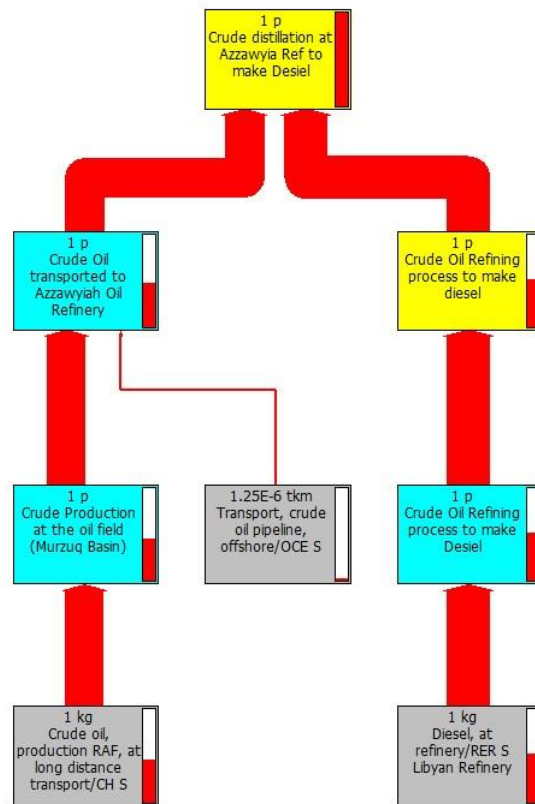 1 p
Crude distillation at
Azzawyia Ref to
make Desiel
1 p
Crude Oil
transported to
Azzawyiah Oil
Refinery
1 p
Crude Oil Refining
process to make
diesel
1 p
Crude Production
at the oil field
(Murzuq Basin)
1.25E-6 tkm
Transport, crude
oil pipeline,
offshore/OCE S
1 p
Crude Oil Refining
process to make
Desiel
1 kg
Crude oil,
production RAF, at
long distance
transport/CH S
1 kg
Diesel, at
refinery/RER S
Libyan Refinery